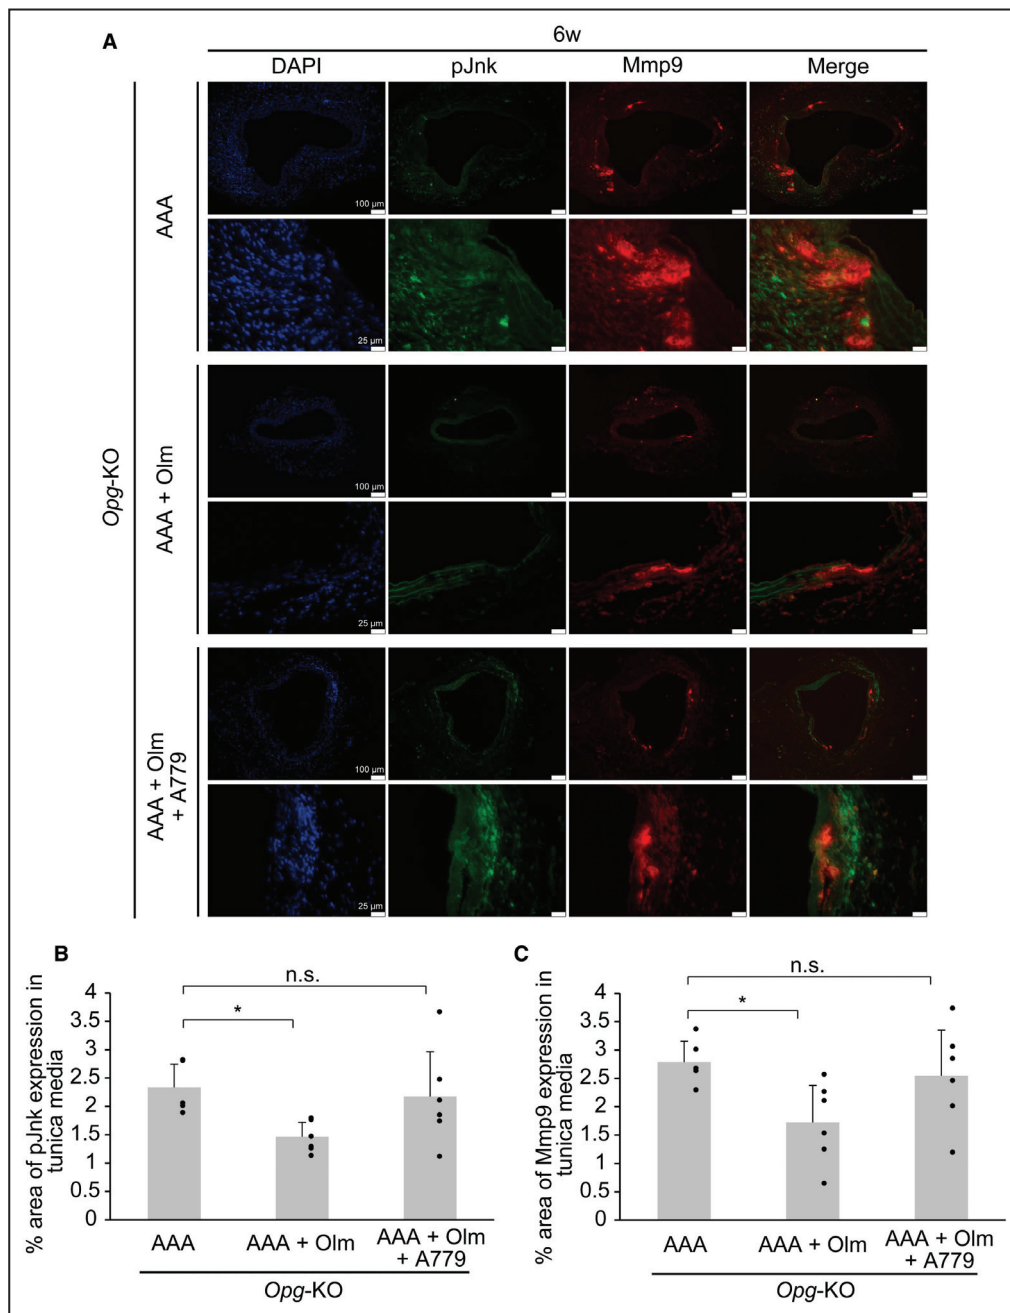 A
6w
DAPI pJnk Mmp9 Merge
Opg-KO
AAA
100 µm
25 µm
AAA + Olm
100 µm
25 µm
AAA + Olm
+ A779
100 µm
25 µm
B
% area of pJnk expression in
tunica media
4
3.5
3
2.5
2
1.5
1
0.5
0
n.s.
*
AAA
AAA + Olm
AAA + Olm
+ A779
Opg-KO
C
% area of Mmp9 expression in
tunica media
4
3.5
3
2.5
2
1.5
1
0.5
0
n.s.
*
AAA
AAA + Olm
AAA + Olm
+ A779
Opg-KO